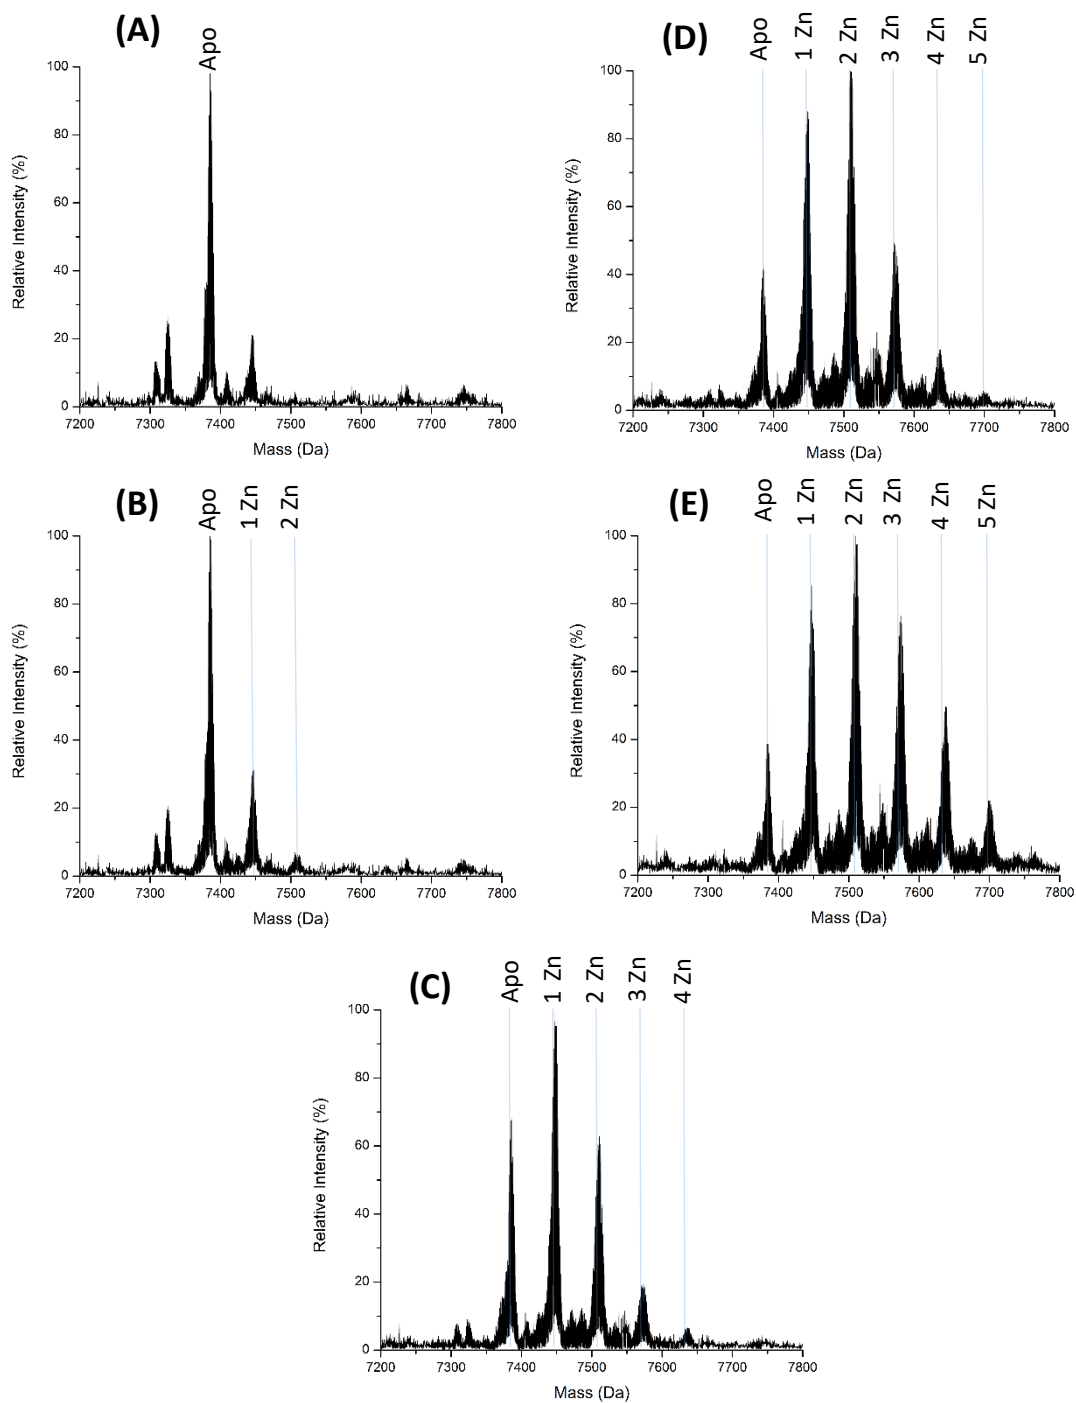 (A)
Apo
Relative Intensity (%)
100
80
60
40
20
0
7200 7300 7400 7500 7600 7700 7800
Mass (Da)
(D)
Apo
1 Zn
2 Zn
3 Zn
4 Zn
5 Zn
Relative Intensity (%)
100
80
60
40
20
0
7200 7300 7400 7500 7600 7700 7800
Mass (Da)
(B)
Apo
1 Zn
2 Zn
Relative Intensity (%)
100
80
60
40
20
0
7200 7300 7400 7500 7600 7700 7800
Mass (Da)
(E)
Apo
1 Zn
2 Zn
3 Zn
4 Zn
5 Zn
Relative Intensity (%)
100
80
60
40
20
0
7200 7300 7400 7500 7600 7700 7800
Mass (Da)
(C)
Apo
1 Zn
2 Zn
3 Zn
4 Zn
Relative Intensity (%)
100
80
60
40
20
0
7200 7300 7400 7500 7600 7700 7800
Mass (Da)